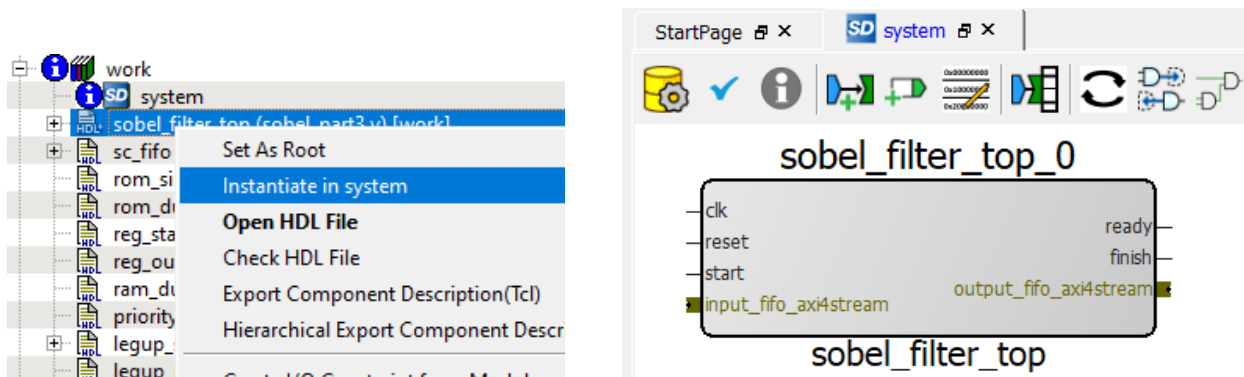 work
SD system
sobel_filter_top (sobel_part3.v) [work]
sc_fifo
rom_si
rom_du
reg_sta
reg_ou
ram_du
priority
legup_
legup
Set As Root
Instantiate in system
Open HDL File
Check HDL File
Export Component Description(Tcl)
Hierarchical Export Component Descr
StartPage
SD system
sobel_filter_top_0
clk
reset
start
input_fifo_axi4stream
ready
finish
output_fifo_axi4stream
sobel_filter_top